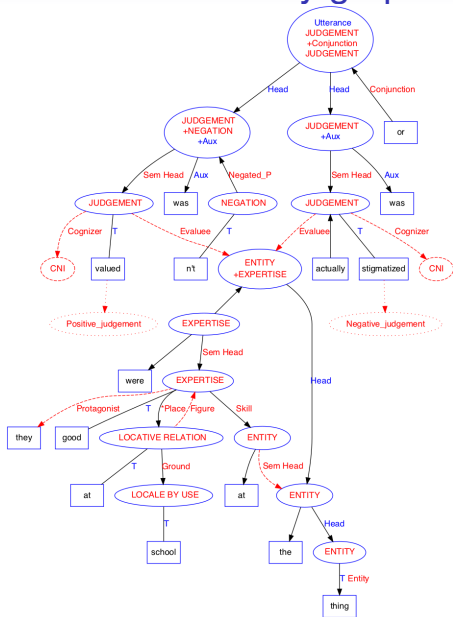 Utterance
JUDGEMENT
+Conjunction
JUDGEMENT
Head
Head
Conjunction
or
JUDGEMENT
+NEGATION
+Aux
JUDGEMENT
+Aux
Sem Head
Aux
Negated_P
Sem Head
Aux
JUDGEMENT
was
NEGATION
JUDGEMENT
was
Cognizer
T
Evaluee
T
Evaluee
T
Cognizer
CNI
valued
n't
ENTITY
+EXPERTISE
actually
stigmatized
CNI
Positive_judgement
EXPERTISE
Negative_judgement
Sem Head
were
EXPERTISE
Head
Protagonist
T
*Place, Figure
Skill
they
good
LOCATIVE RELATION
ENTITY
T
Ground
Sem Head
at
LOCALE BY USE
at
ENTITY
T
Head
school
the
ENTITY
T Entity
thing